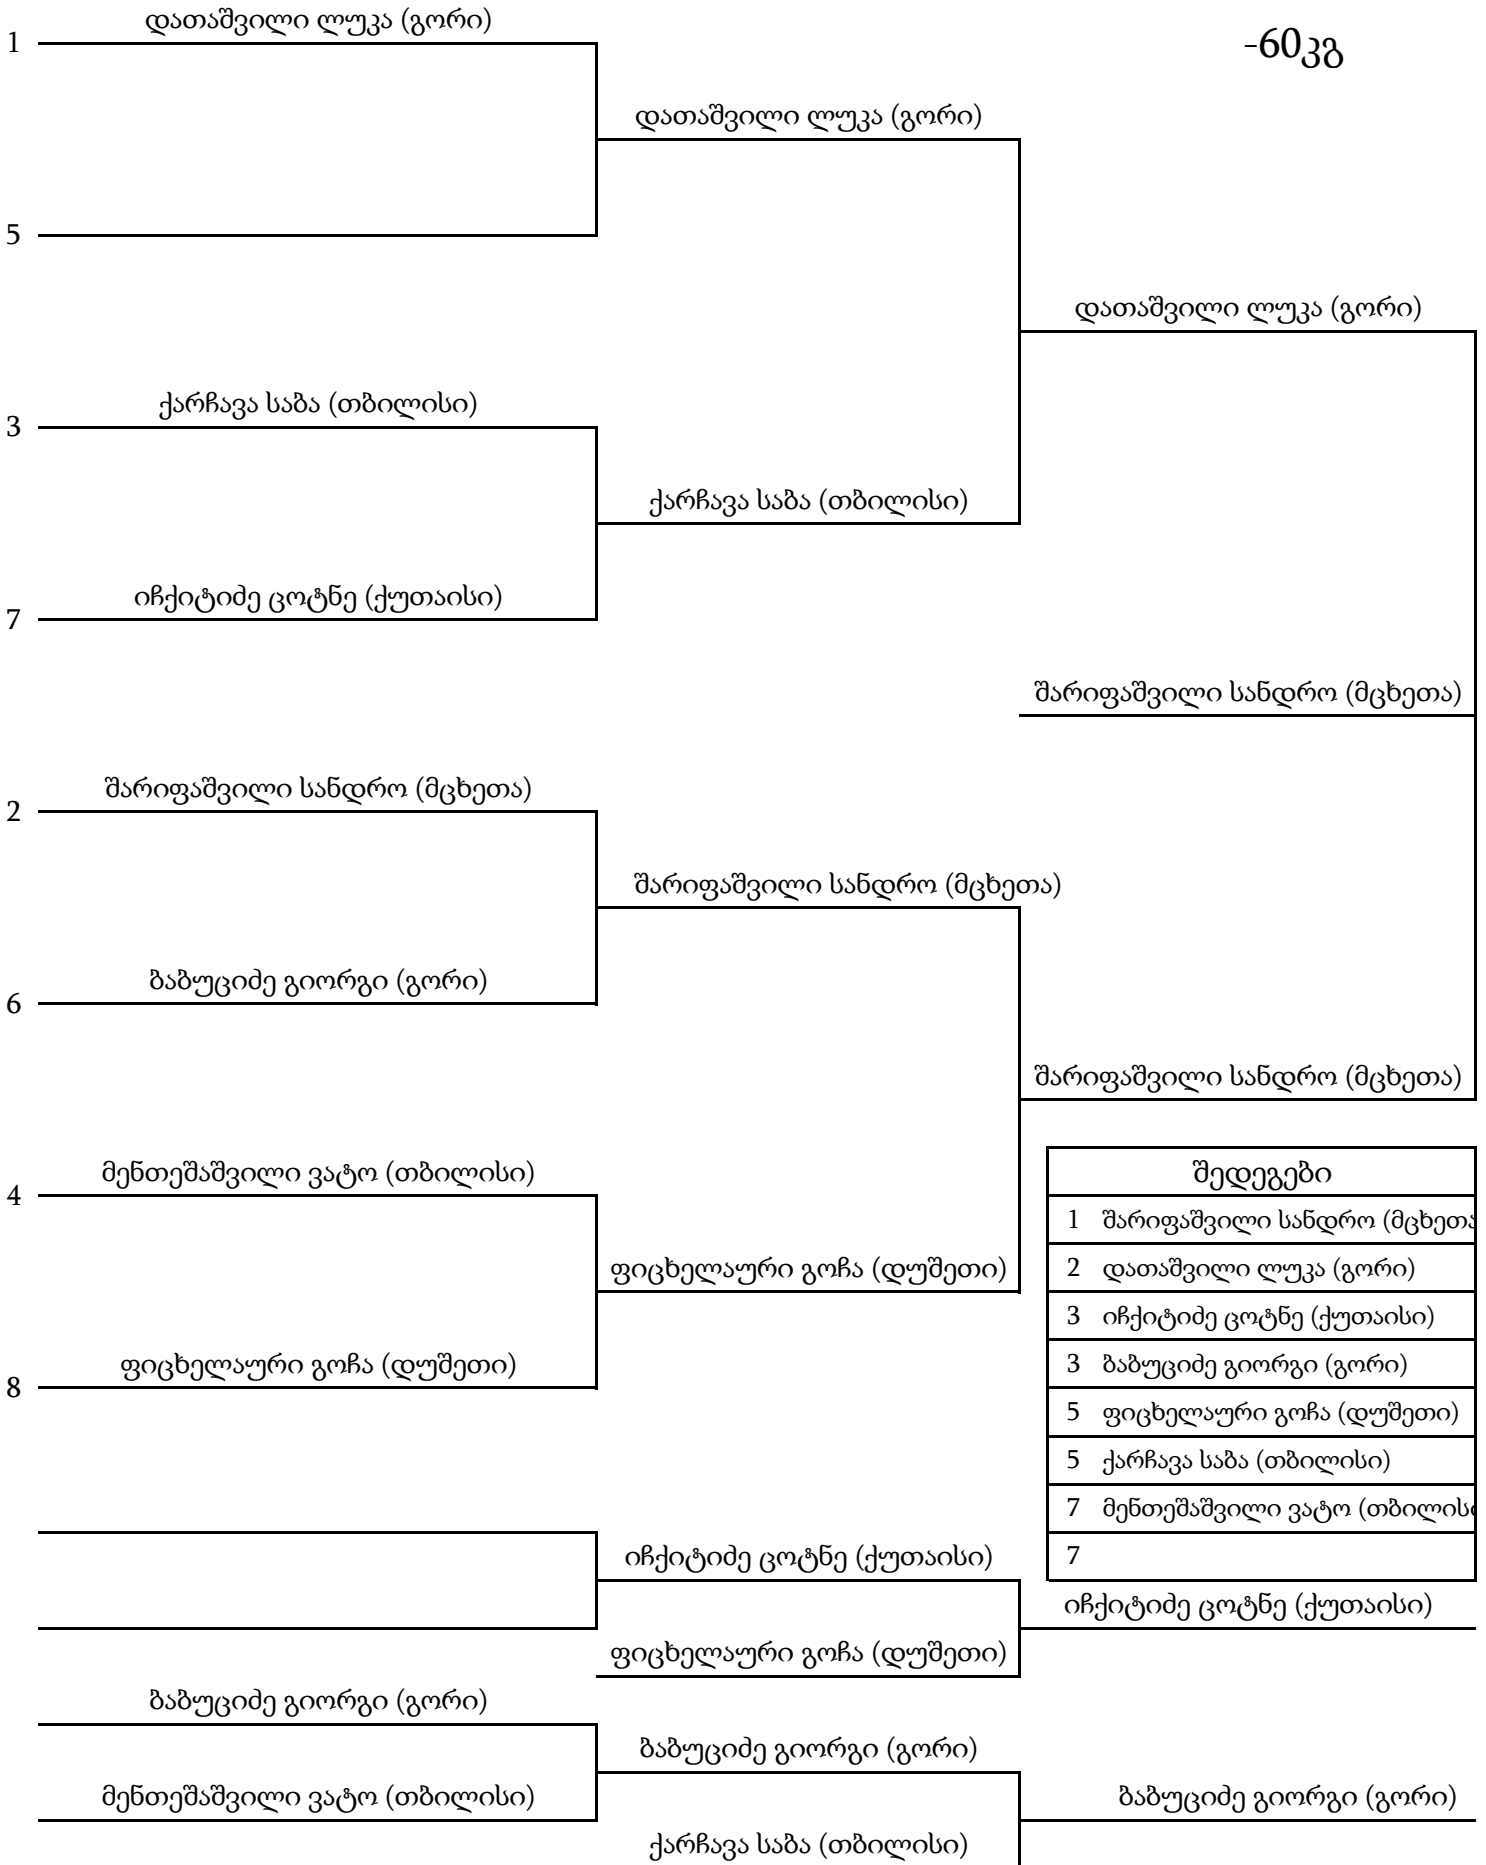 დათაშვილი ლუკა (გორი)
1
-60კგ
დათაშვილი ლუკა (გორი)
5
დათაშვილი ლუკა (გორი)
ქარჩავა საბა (თბილისი)
3
ქარჩავა საბა (თბილისი)
იჩქიტიძე ცოტნე (ქუთაისი)
7
შარიფაშვილი სანდრო (მცხეთა)
შარიფაშვილი სანდრო (მცხეთა)
2
შარიფაშვილი სანდრო (მცხეთა)
ბაბუციძე გიორგი (გორი)
6
შარიფაშვილი სანდრო (მცხეთა)
მენთეშაშვილი ვატო (თბილისი)
4
ფიცხელაური გოჩა (დუშეთი)
ფიცხელაური გოჩა (დუშეთი)
8
შედეგები
1 შარიფაშვილი სანდრო (მცხეთა
2 დათაშვილი ლუკა (გორი)
3 იჩქიტიძე ცოტნე (ქუთაისი)
3 ბაბუციძე გიორგი (გორი)
5 ფიცხელაური გოჩა (დუშეთი)
5 ქარჩავა საბა (თბილისი)
7 მენთეშაშვილი ვატო (თბილისი
7
იჩქიტიძე ცოტნე (ქუთაისი)
იჩქიტიძე ცოტნე (ქუთაისი)
ფიცხელაური გოჩა (დუშეთი)
ბაბუციძე გიორგი (გორი)
ბაბუციძე გიორგი (გორი)
მენთეშაშვილი ვატო (თბილისი)
ბაბუციძე გიორგი (გორი)
ქარჩავა საბა (თბილისი)